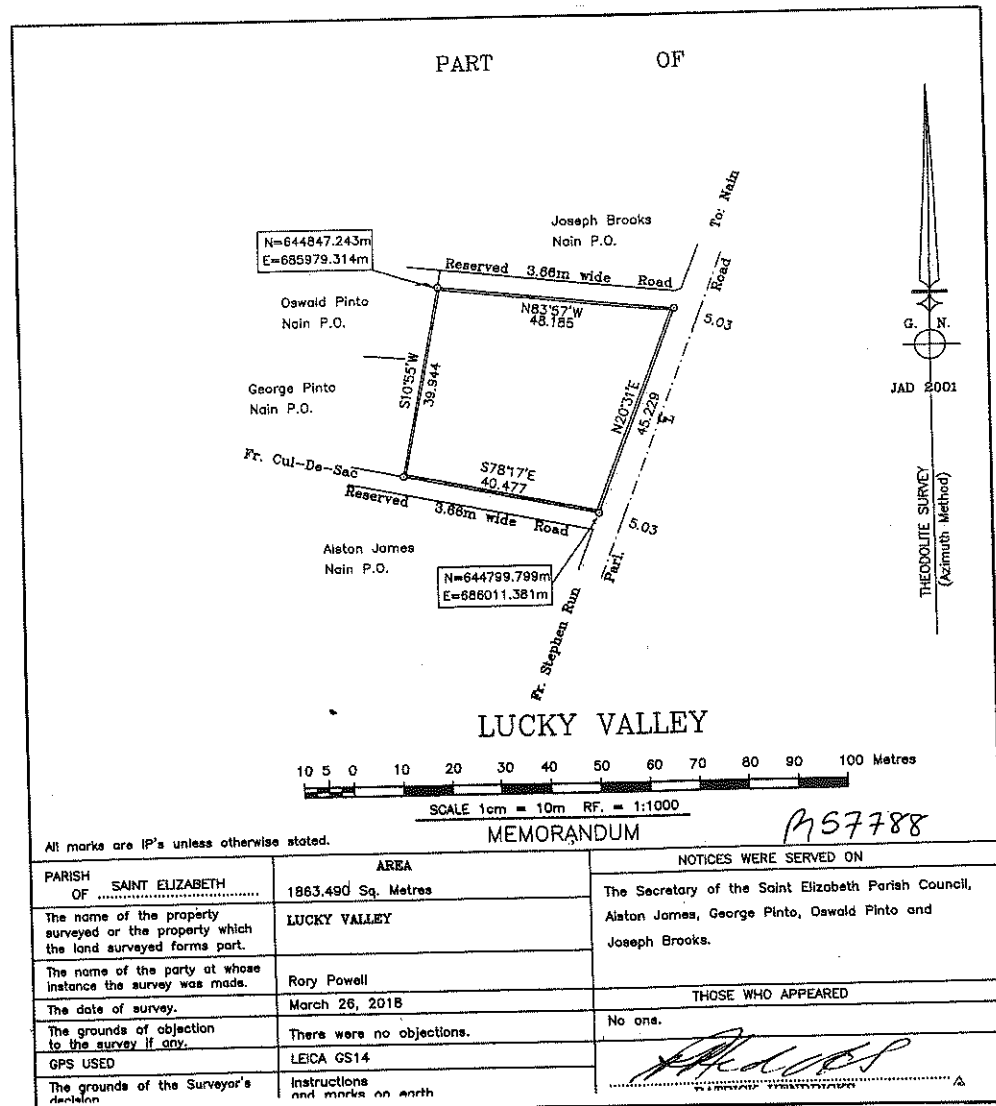 PART OF
Joseph Brooks
Nain P.O.
To: Nain
N=644847.243m
E=685979.314m
Reserved 3.66m wide Road
Road
N83°57'W
48.185
5.03
Oswald Pinto
Nain P.O.
G. N.
JAD 2001
S10°55'W
39.944
N20°31'E
45.229
George Pinto
Nain P.O.
Fr. Cul-De-Sac
S78°17'E
40.477
Reserved 3.66m wide Road
5.03
THEODOLITE SURVEY
(Azimuth Method)
Alston James
Nain P.O.
Parl.
N=644799.799m
E=686011.381m
Fr. Stephen Run
LUCKY VALLEY
10 5 0 10 20 30 40 50 60 70 80 90 100 Metres
SCALE 1cm = 10m RF. = 1:1000
All marks are IP's unless otherwise stated.
MEMORANDUM
PARISH
OF SAINT ELIZABETH
AREA
1863.490 Sq. Metres
The name of the property
surveyed or the property which
the land surveyed forms part.
LUCKY VALLEY
The name of the party at whose
instance the survey was made.
Rory Powell
The date of survey.
March 26, 2018
The grounds of objection
to the survey if any.
There were no objections.
GPS USED
LEICA GS14
The grounds of the Surveyor's
decision
Instructions
and marks on earth
NOTICES WERE SERVED ON
The Secretary of the Saint Elizabeth Parish Council,
Alston James, George Pinto, Oswald Pinto and
Joseph Brooks.
THOSE WHO APPEARED
No one.